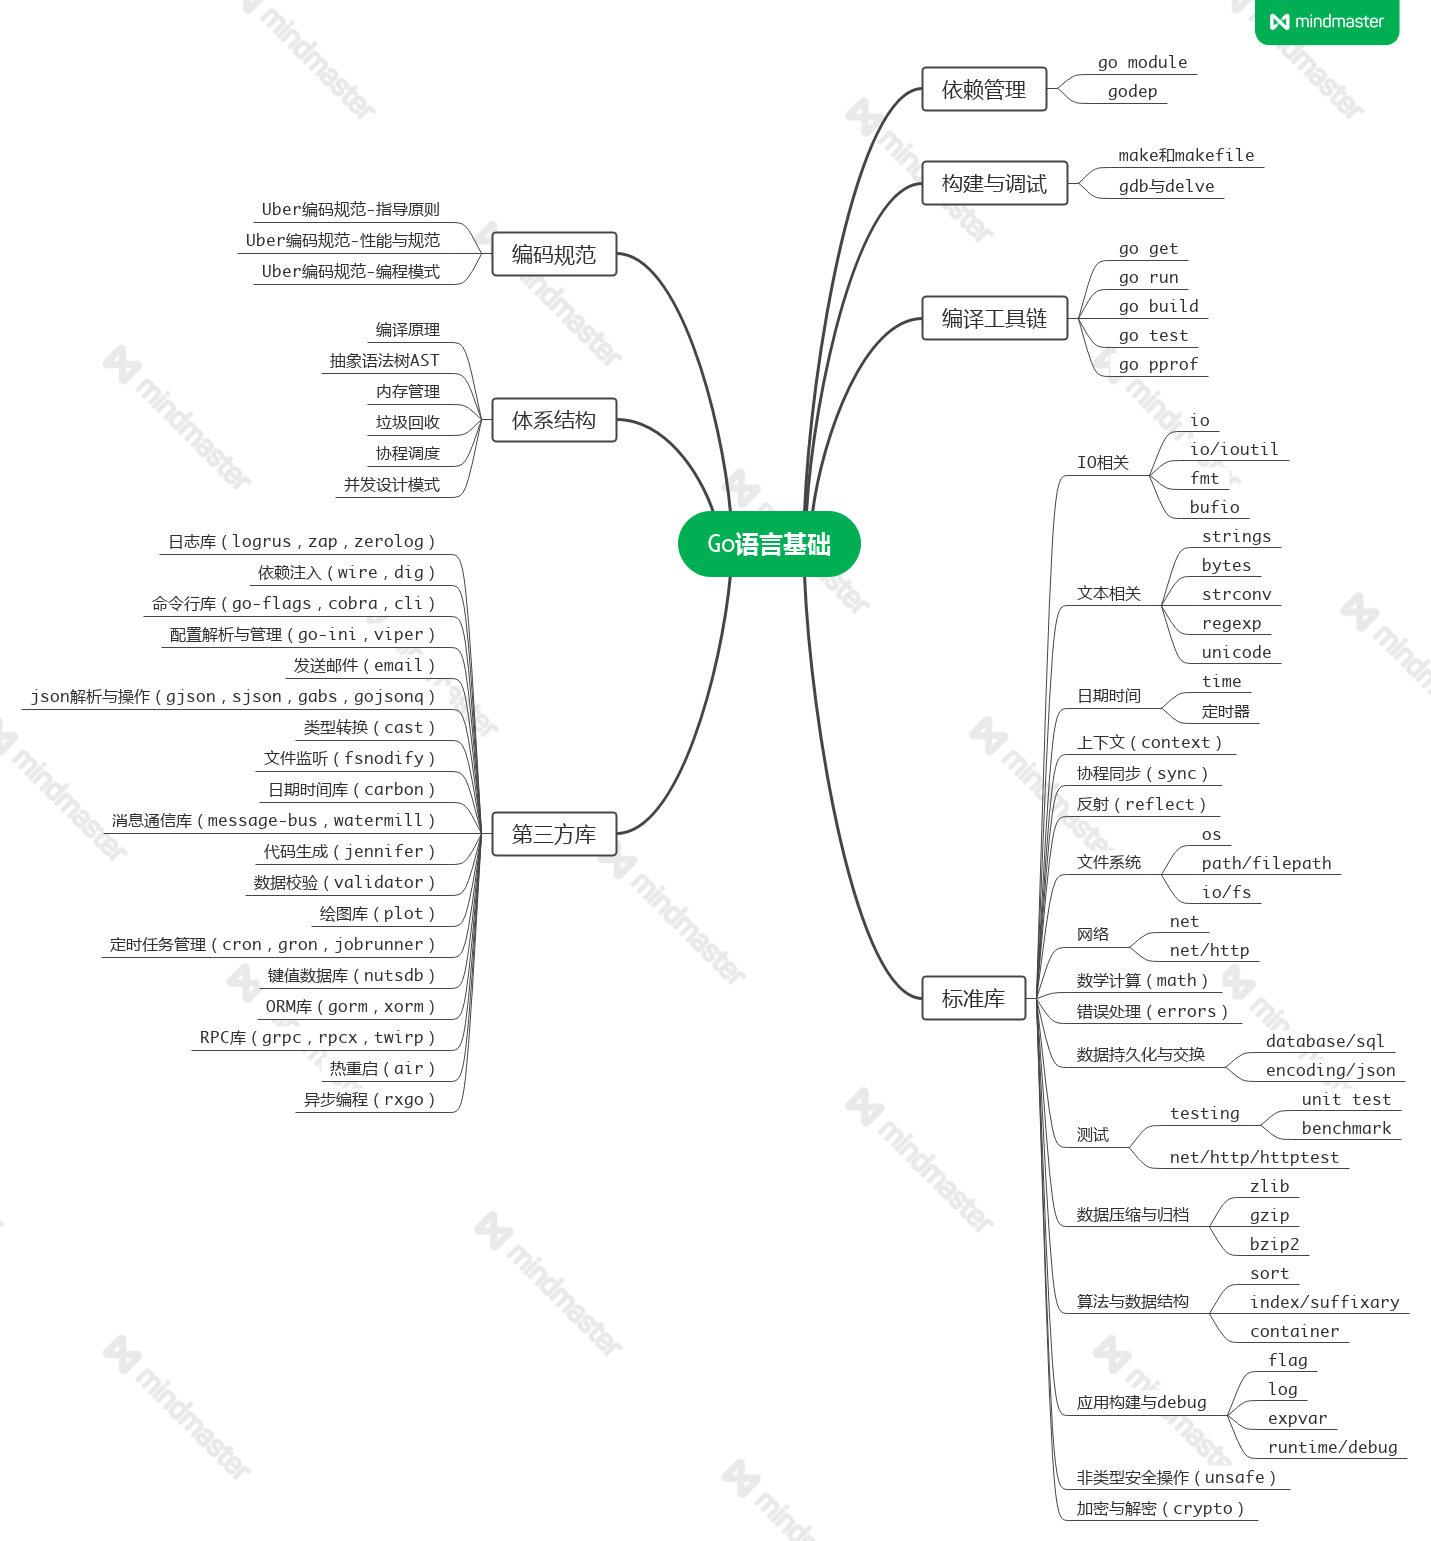 mindmaster
Go语言基础
依赖管理
go module
godep
构建与调试
make和makefile
gdb与delve
编译工具链
go get
go run
go build
go test
go pprof
标准库
IO相关
io
io/ioutil
fmt
bufio
文本相关
strings
bytes
strconv
regexp
unicode
日期时间
time
定时器
上下文（context）
协程同步（sync）
反射（reflect）
文件系统
os
path/filepath
io/fs
网络
net
net/http
数学计算（math）
错误处理（errors）
数据持久化与交换
database/sql
encoding/json
测试
testing
unit test
benchmark
net/http/httptest
数据压缩与归档
zlib
gzip
bzip2
算法与数据结构
sort
index/suffixary
container
应用构建与debug
flag
log
expvar
runtime/debug
非类型安全操作（unsafe）
加密与解密（crypto）
编码规范
Uber编码规范-指导原则
Uber编码规范-性能与规范
Uber编码规范-编程模式
体系结构
编译原理
抽象语法树AST
内存管理
垃圾回收
协程调度
并发设计模式
第三方库
日志库（logrus，zap，zerolog）
依赖注入（wire，dig）
命令行库（go-flags，cobra，cli）
配置解析与管理（go-ini，viper）
发送邮件（email）
json解析与操作（gjson，sjson，gabs，gojsonq）
类型转换（cast）
文件监听（fsnodify）
日期时间库（carbon）
消息通信库（message-bus，watermill）
代码生成（jennifer）
数据校验（validator）
绘图库（plot）
定时任务管理（cron，gron，jobrunner）
键值数据库（nutsdb）
ORM库（gorm，xorm）
RPC库（grpc，rpcx，twirp）
热重启（air）
异步编程（rxgo）